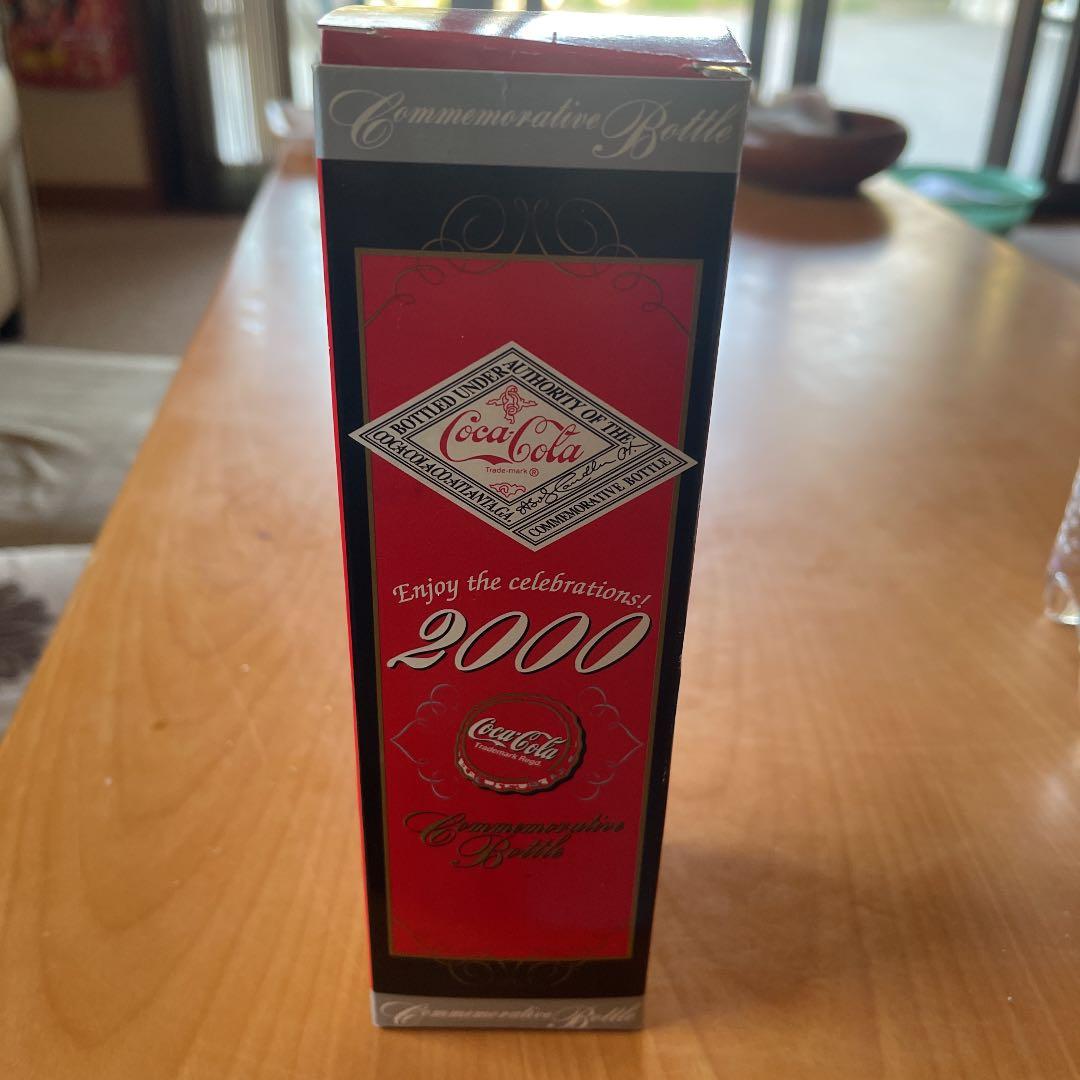 Commemorative Bottle
BOTTLED UNDER AUTHORITY OF THE
COCA-COLA CO. ATLANTA, GA.
Coca-Cola
Trade-mark ®
COMMEMORATIVE BOTTLE
Enjoy the celebrations!
2000
Coca-Cola
Trademark Regd.
Commemorative
Bottle
Commemorative Bottle